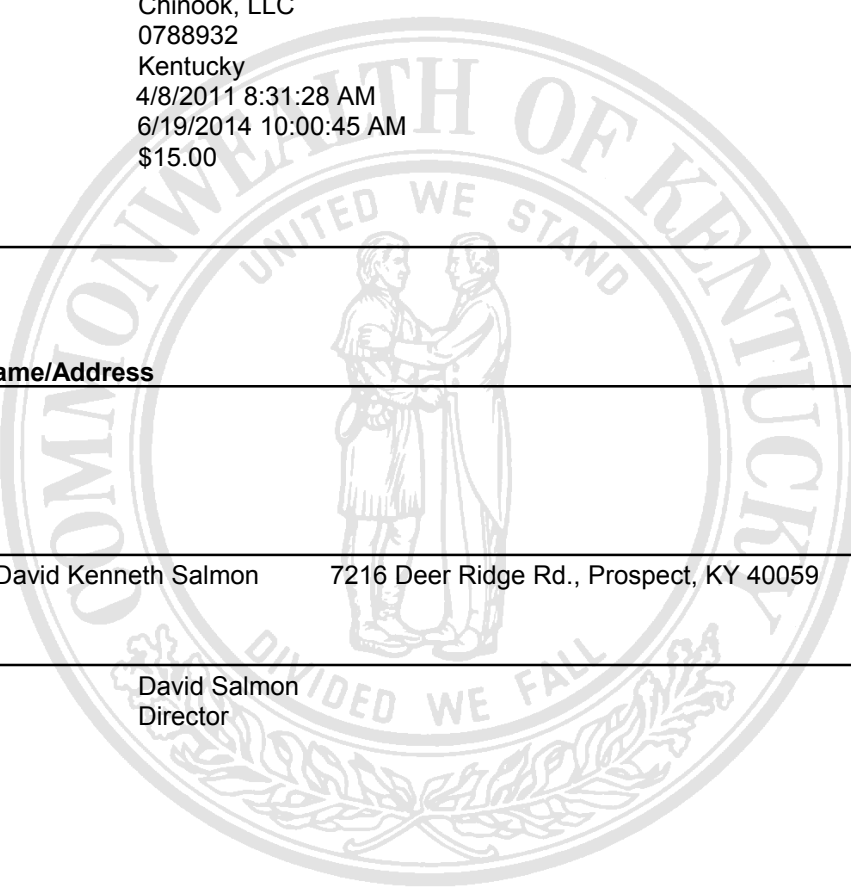 Chinook, LLC
0788932
Kentucky
4/8/2011 8:31:28 AM
6/19/2014 10:00:45 AM
$15.00
COMMONWEALTH OF KENTUCKY
UNITED WE STAND
ame/Address
David Kenneth Salmon 7216 Deer Ridge Rd., Prospect, KY 40059
David Salmon
Director
DIVIDED WE FALL